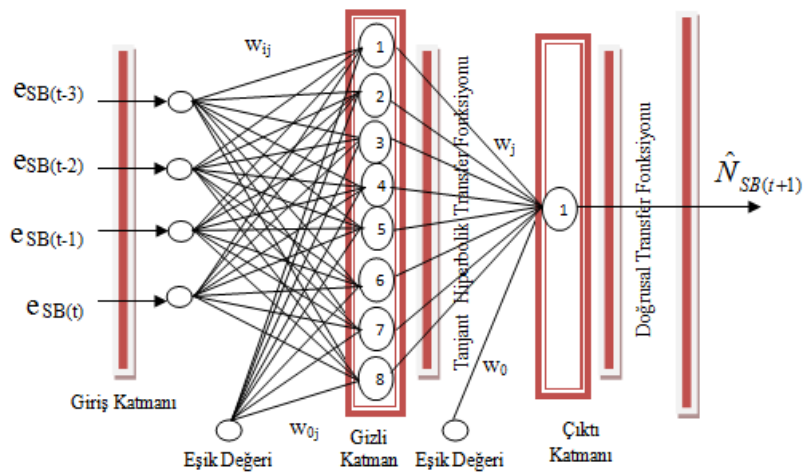 w_ij
e_SB(t-3)
e_SB(t-2)
e_SB(t-1)
e_SB(t)
Giriş Katmanı
Eşik Değeri
w_0j
1
2
3
4
5
6
7
8
Gizli
Katman
Tanjant Hiperbolik Transfer Fonksiyonu
w_j
w_0
Eşik Değeri
1
Çıktı
Katmanı
Doğrusal Transfer Fonksiyonu
N̂_SB(t+1)